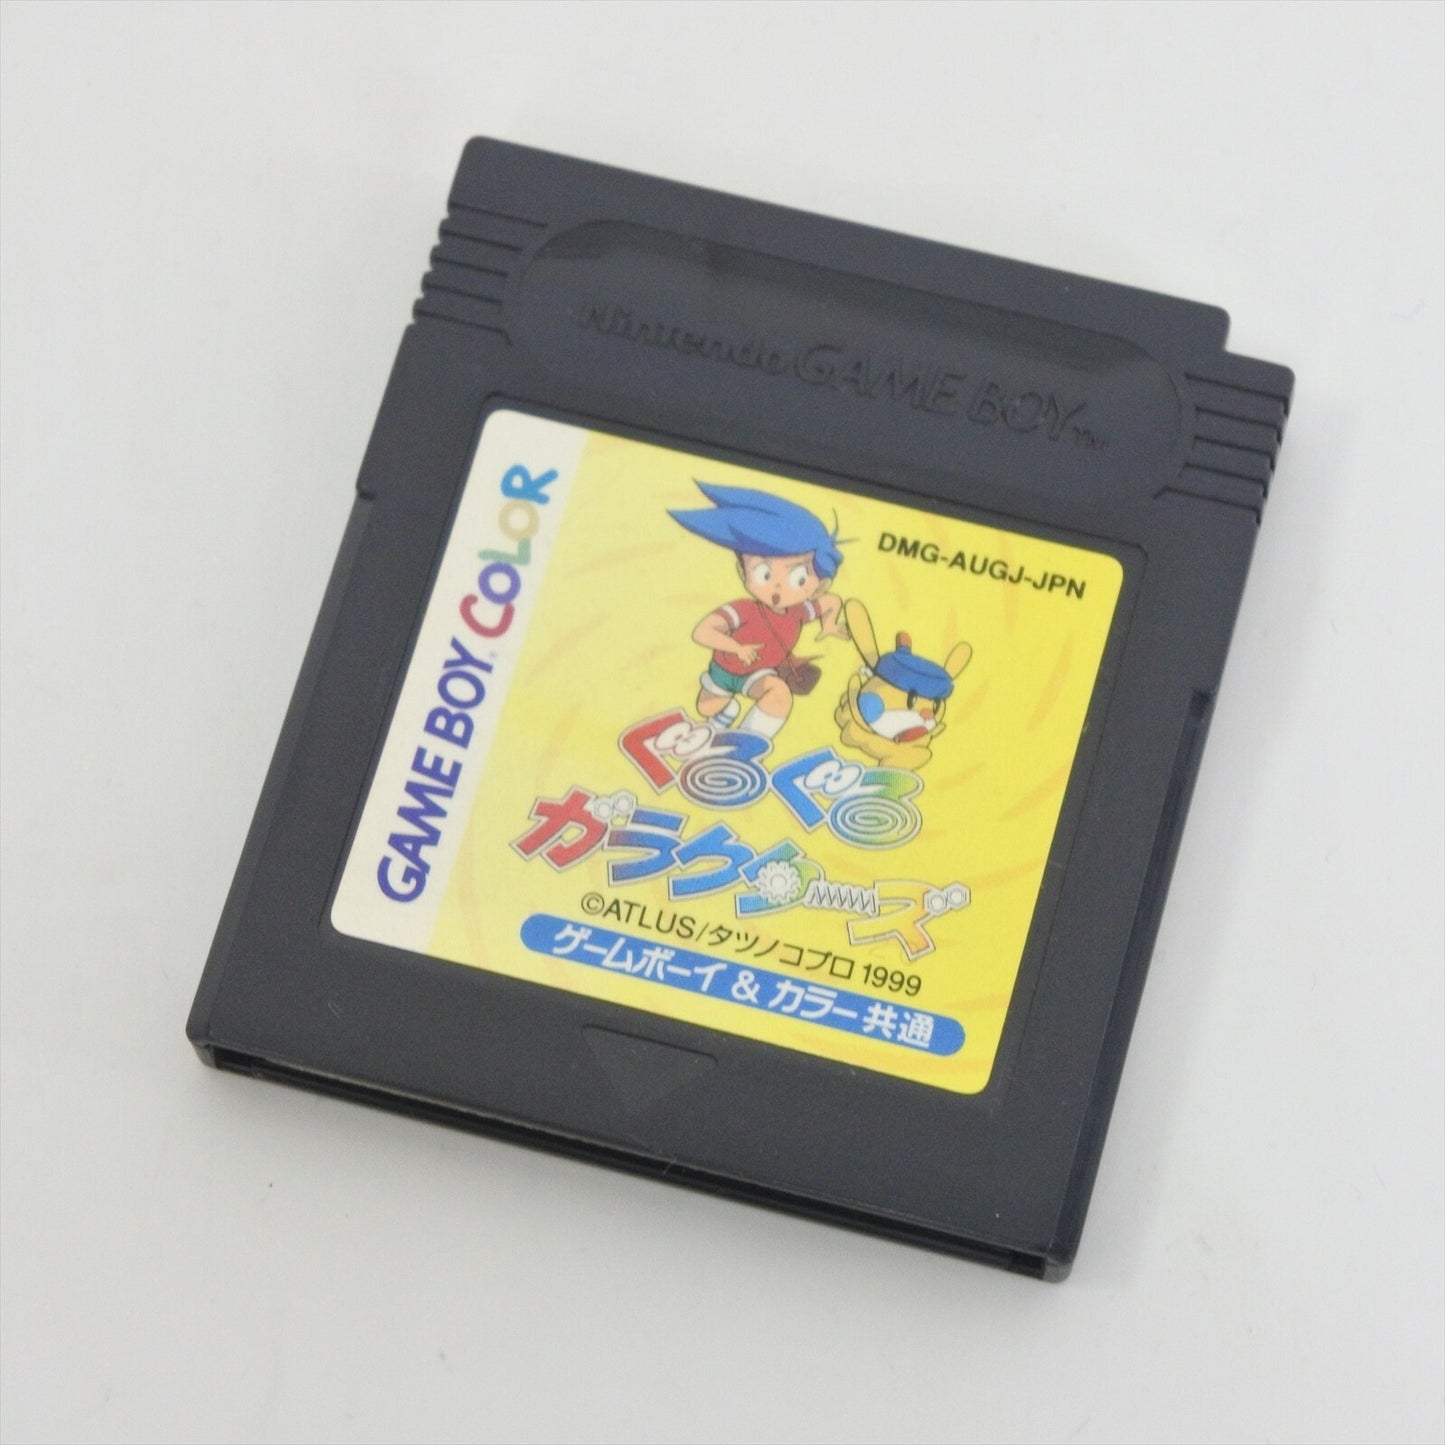 Nintendo GAME BOY™
GAME BOY COLOR
DMG-AUGJ-JPN
ぐるぐる
ガラクターズ
©ATLUS/タツノコプロ 1999
ゲームボーイ & カラー 共通